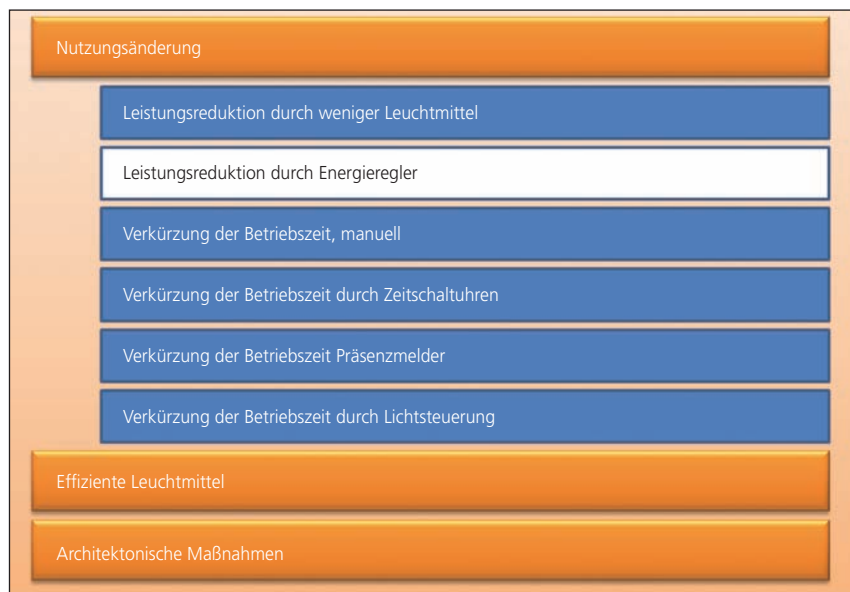 Nutzungsänderung
Leistungsreduktion durch weniger Leuchtmittel
Leistungsreduktion durch Energieregler
Verkürzung der Betriebszeit, manuell
Verkürzung der Betriebszeit durch Zeitschaltuhren
Verkürzung der Betriebszeit Präsenzmelder
Verkürzung der Betriebszeit durch Lichtsteuerung
Effiziente Leuchtmittel
Architektonische Maßnahmen